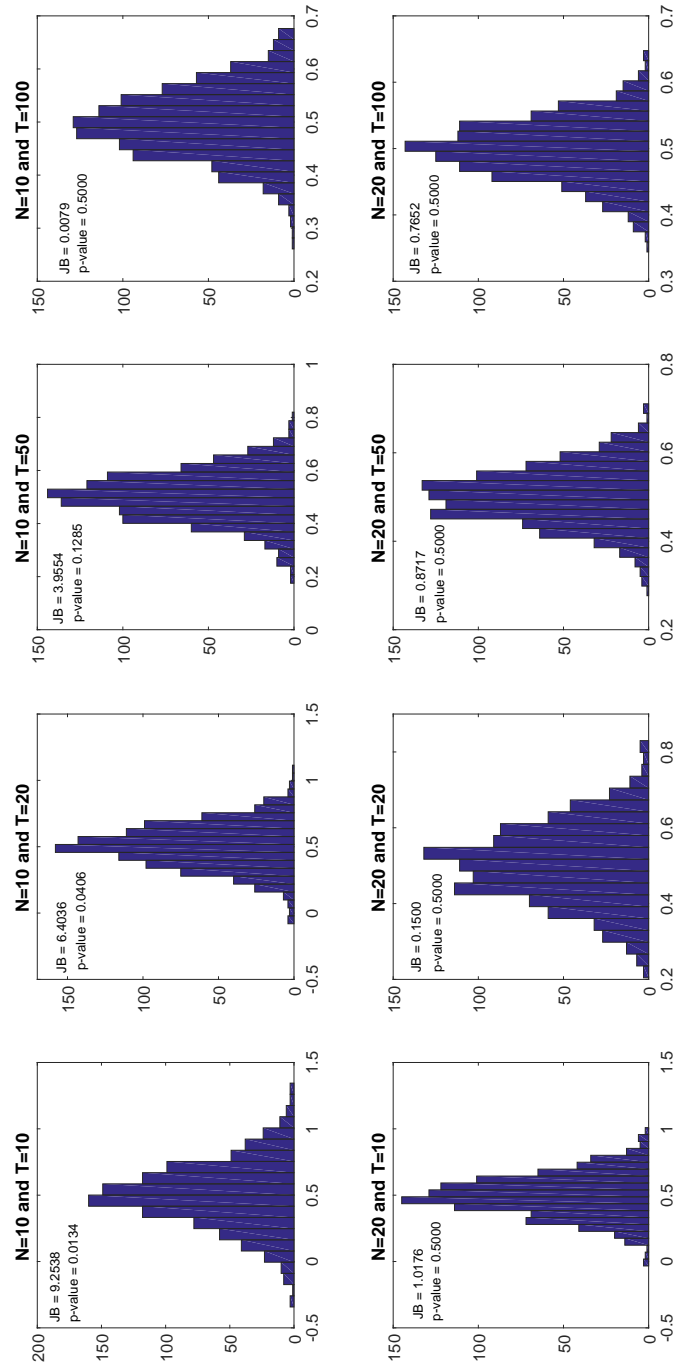 N=10 and T=10
200
JB = 9.2538
p-value = 0.0134
150
100
50
0
-0.5 0 0.5 1 1.5
N=10 and T=20
JB = 6.4036
p-value = 0.0406
150
100
50
0
-0.5 0 0.5 1 1.5
N=10 and T=50
150
JB = 3.9554
p-value = 0.1285
100
50
0
0 0.2 0.4 0.6 0.8 1
N=10 and T=100
150
JB = 0.0079
p-value = 0.5000
100
50
0
0.2 0.3 0.4 0.5 0.6 0.7
N=20 and T=10
150
JB = 1.0176
p-value = 0.5000
100
50
0
-0.5 0 0.5 1 1.5
N=20 and T=20
150
JB = 0.1500
p-value = 0.5000
100
50
0
0.2 0.4 0.6 0.8
N=20 and T=50
150
JB = 0.8717
p-value = 0.5000
100
50
0
0.2 0.4 0.6 0.8
N=20 and T=100
150
JB = 0.7652
p-value = 0.5000
100
50
0
0.3 0.4 0.5 0.6 0.7